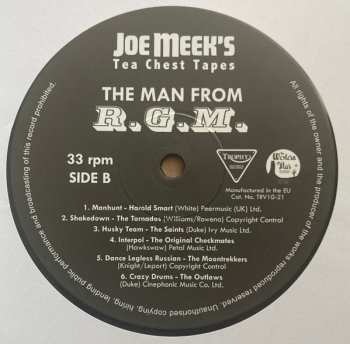 JOE MEEK'S
Tea Chest Tapes
THE MAN FROM
R.G.M.
33 rpm
SIDE B
TROPHY
Manufactured in the EU
Cat. No. TRV10-21
1. Manhunt - Harold Smart (White) Peermusic (UK) Ltd.
2. Shakedown - The Tornados (Williams/Rowena) Copyright Control
3. Husky Team - The Saints (Duke) Ivy Music Ltd.
4. Interpol - The Original Checkmates
(Hawkswaw) Petal Music Ltd.
5. Dance Legless Russian - The Moontrekkers
(Knight/Leport) Copyright Control
6. Crazy Drums - The Outlaws
(Duke) Cinephonic Music Co. Ltd.
All rights of the owner and producer of the works reproduced reserved. Unauthorised copying, hiring, lending public performance and broadcasting of this record prohibited.